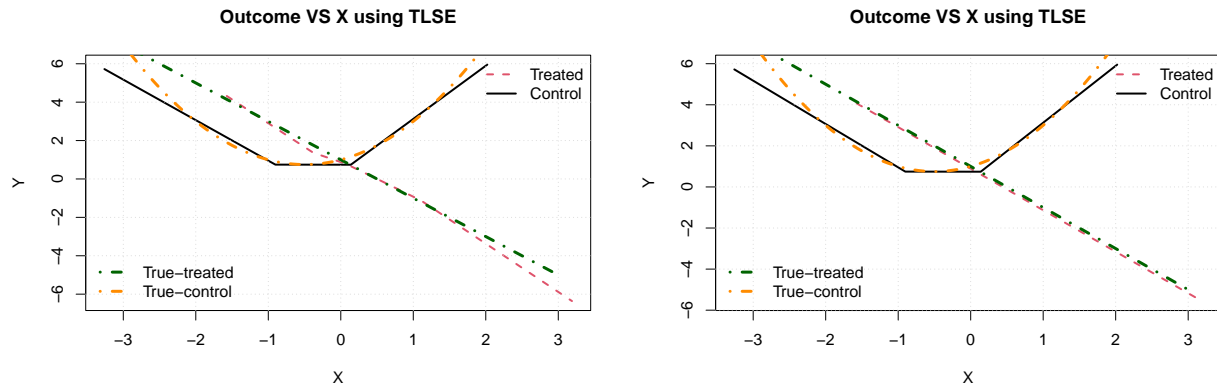 Outcome VS X using TLSE
Y
6
4
2
0
−2
−4
−6
Treated
Control
True−treated
True−control
−3 −2 −1 0 1 2 3
X
Outcome VS X using TLSE
Y
6
4
2
0
−2
−4
−6
Treated
Control
True−treated
True−control
−3 −2 −1 0 1 2 3
X